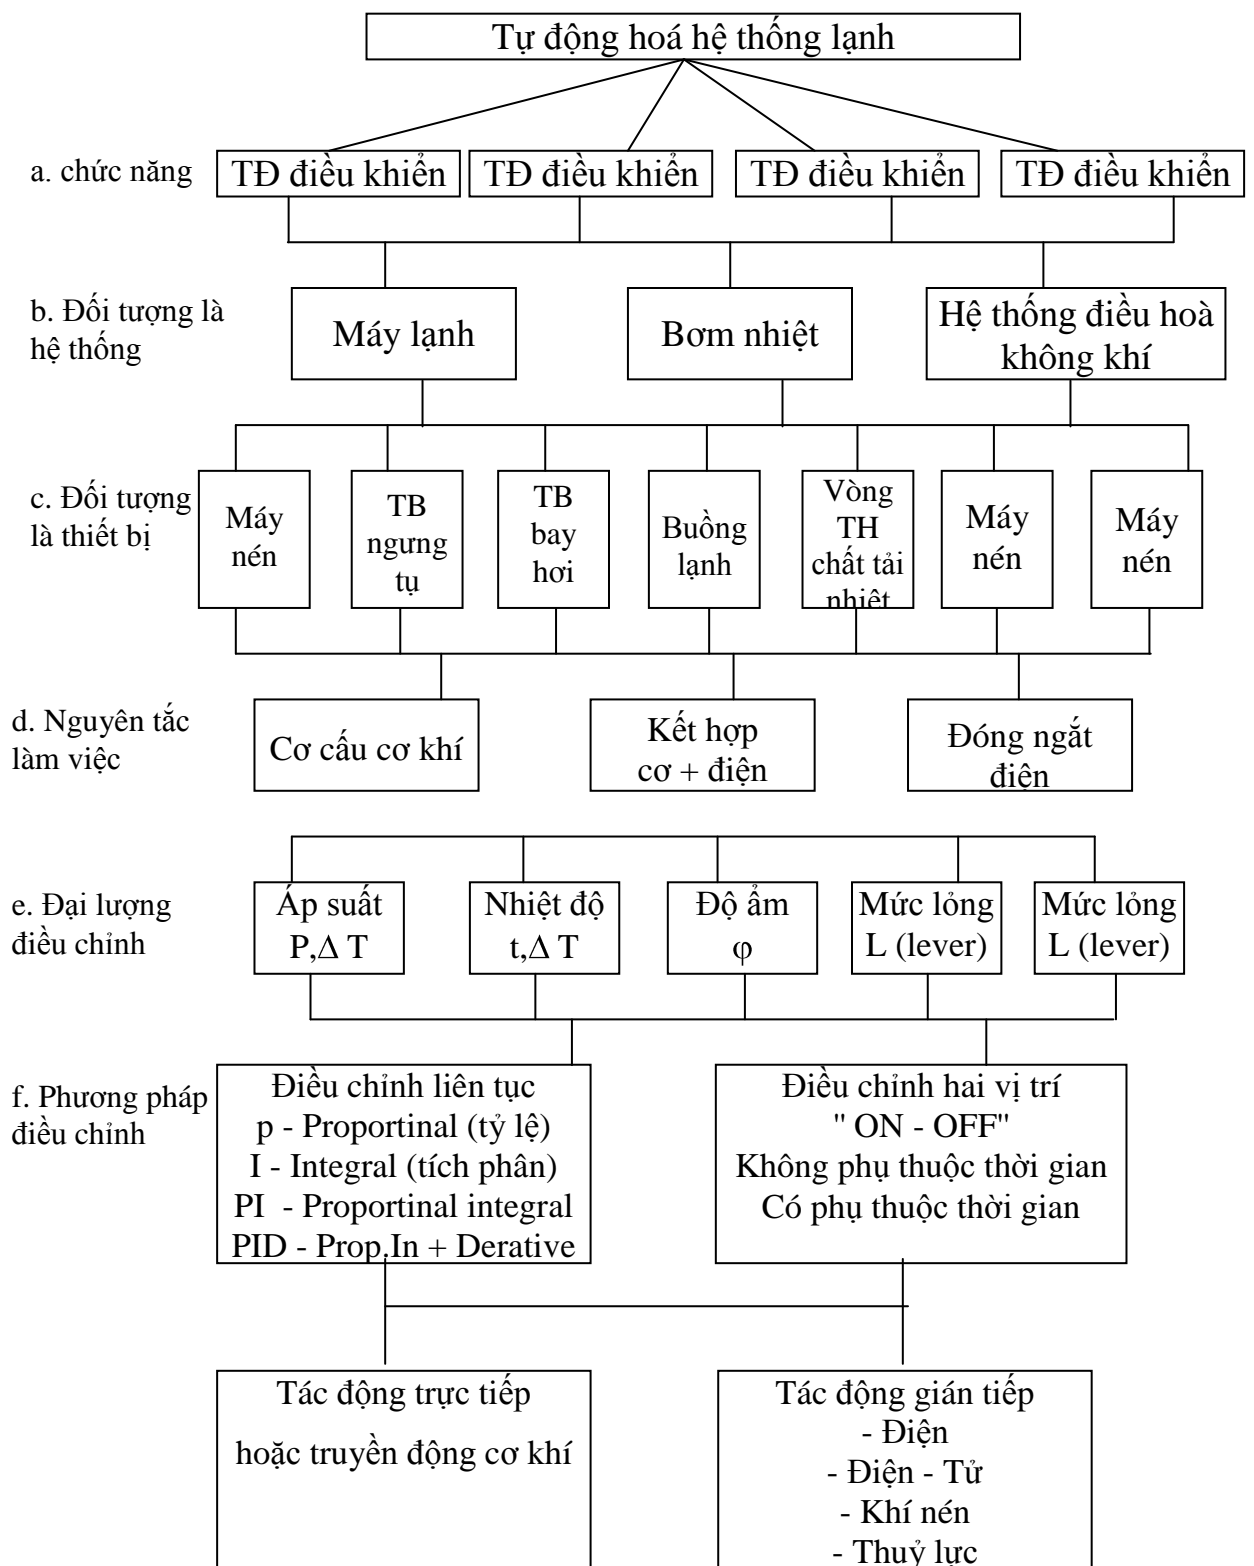 Tự động hoá hệ thống lạnh
a. chức năng
TĐ điều khiển
TĐ điều khiển
TĐ điều khiển
TĐ điều khiển
b. Đối tượng là
hệ thống
Máy lạnh
Bơm nhiệt
Hệ thống điều hoà
không khí
c. Đối tượng
là thiết bị
Máy
nén
TB
ngưng
tụ
TB
bay
hơi
Buồng
lạnh
Vòng
TH
chất tải
nhiệt
Máy
nén
Máy
nén
d. Nguyên tắc
làm việc
Cơ cấu cơ khí
Kết hợp
cơ + điện
Đóng ngắt
điện
e. Đại lượng
điều chỉnh
Áp suất
P,Δ T
Nhiệt độ
t,Δ T
Độ ẩm
φ
Mức lỏng
L (lever)
Mức lỏng
L (lever)
f. Phương pháp
điều chỉnh
Điều chỉnh liên tục
p - Proportinal (tỷ lệ)
I - Integral (tích phân)
PI - Proportinal integral
PID - Prop.In + Derative
Điều chỉnh hai vị trí
" ON - OFF"
Không phụ thuộc thời gian
Có phụ thuộc thời gian
Tác động trực tiếp
hoặc truyền động cơ khí
Tác động gián tiếp
- Điện
- Điện - Tử
- Khí nén
- Thuỷ lực